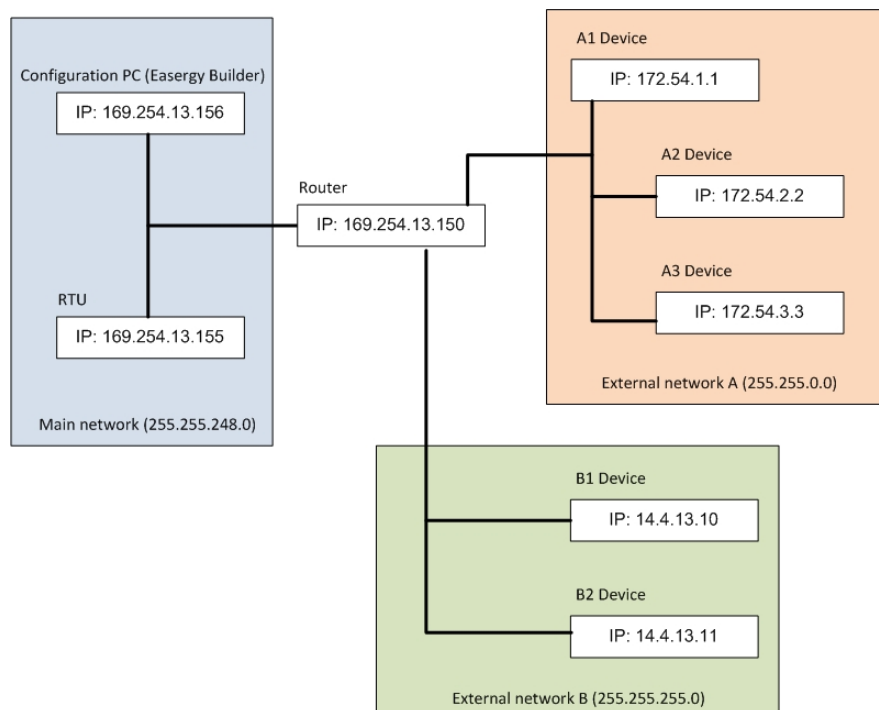 Configuration PC (Easergy Builder)
IP: 169.254.13.156
RTU
IP: 169.254.13.155
Main network (255.255.248.0)
Router
IP: 169.254.13.150
A1 Device
IP: 172.54.1.1
A2 Device
IP: 172.54.2.2
A3 Device
IP: 172.54.3.3
External network A (255.255.0.0)
B1 Device
IP: 14.4.13.10
B2 Device
IP: 14.4.13.11
External network B (255.255.255.0)